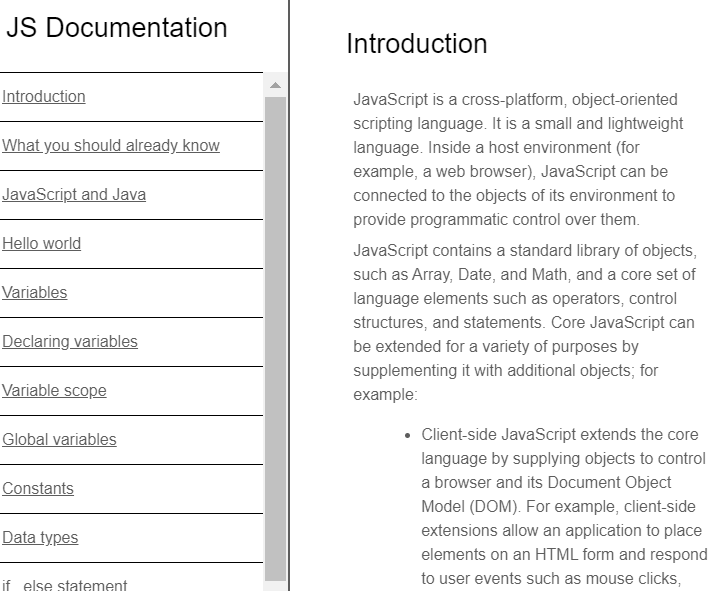 JS Documentation
Introduction
What you should already know
JavaScript and Java
Hello world
Variables
Declaring variables
Variable scope
Global variables
Constants
Data types
if...else statement
Introduction
JavaScript is a cross-platform, object-oriented
scripting language. It is a small and lightweight
language. Inside a host environment (for
example, a web browser), JavaScript can be
connected to the objects of its environment to
provide programmatic control over them.
JavaScript contains a standard library of objects,
such as Array, Date, and Math, and a core set of
language elements such as operators, control
structures, and statements. Core JavaScript can
be extended for a variety of purposes by
supplementing it with additional objects; for
example:
• Client-side JavaScript extends the core
language by supplying objects to control
a browser and its Document Object
Model (DOM). For example, client-side
extensions allow an application to place
elements on an HTML form and respond
to user events such as mouse clicks,